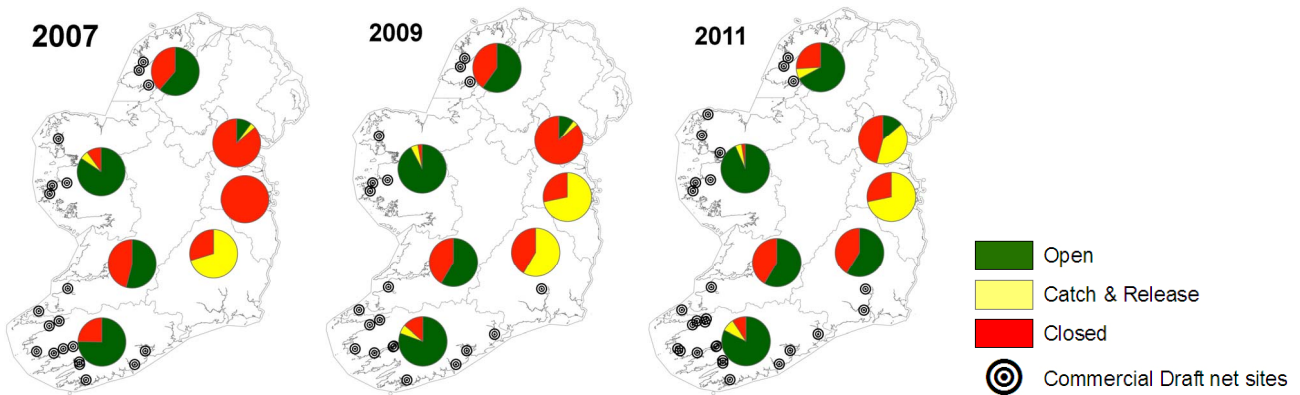 2007
2009
2011
Open
Catch & Release
Closed
Commercial Draft net sites